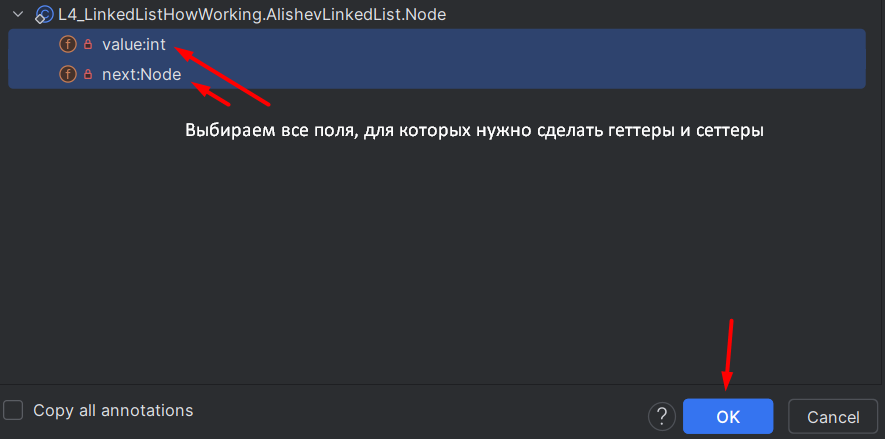 L4_LinkedListHowWorking.AlishevLinkedList.Node
f value:int
f next:Node
Выбираем все поля, для которых нужно сделать геттеры и сеттеры
Copy all annotations
? OK Cancel